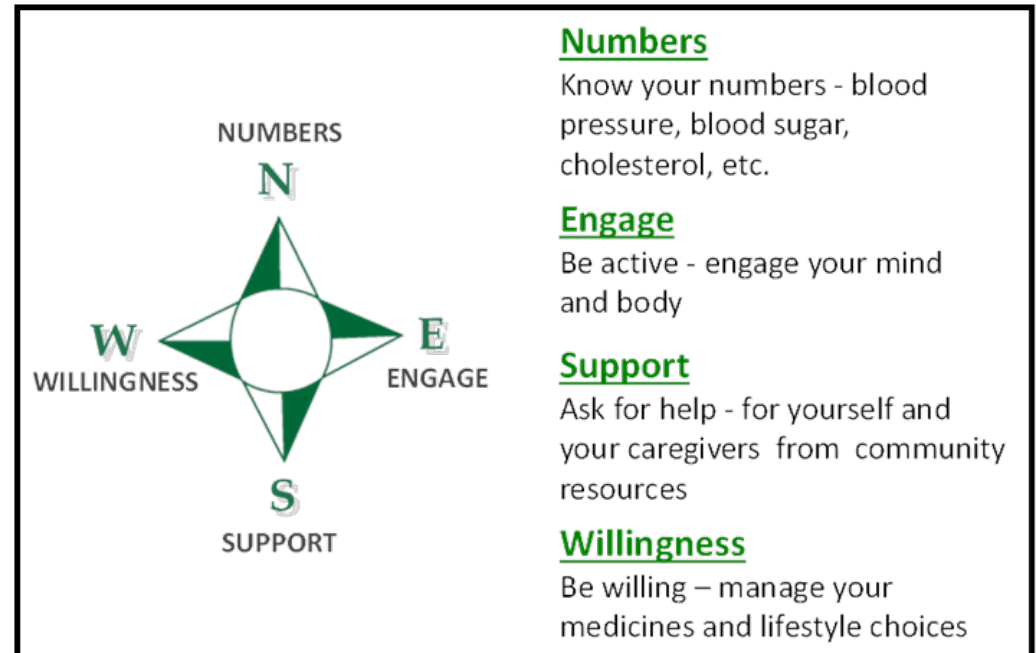 NUMBERS
N
W
WILLINGNESS
E
ENGAGE
S
SUPPORT
Numbers
Know your numbers - blood
pressure, blood sugar,
cholesterol, etc.
Engage
Be active - engage your mind
and body
Support
Ask for help - for yourself and
your caregivers from community
resources
Willingness
Be willing – manage your
medicines and lifestyle choices